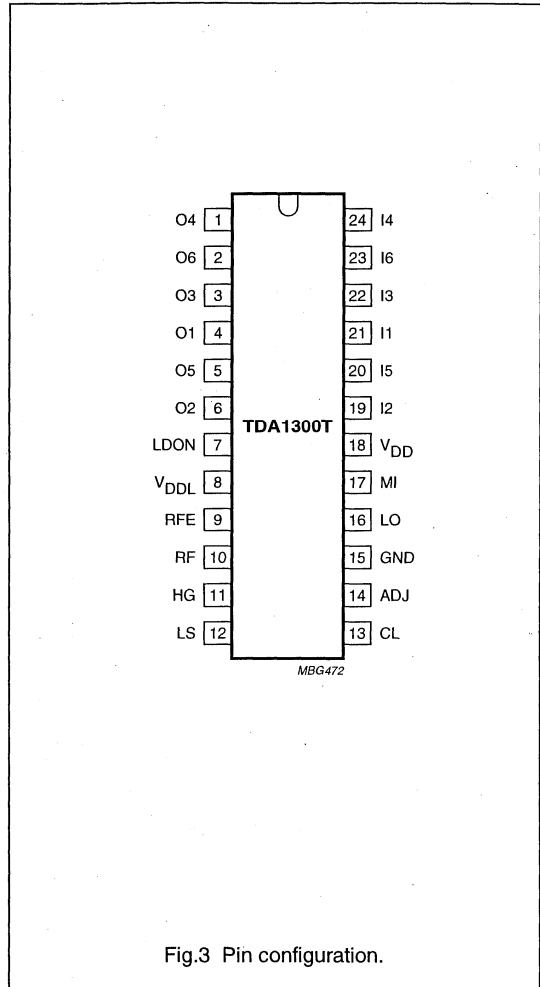 O4 1 24 I4
O6 2 23 I6
O3 3 22 I3
O1 4 21 I1
O5 5 20 I5
O2 6 19 I2
TDA1300T
LDON 7 18 VDD
VDDL 8 17 MI
RFE 9 16 LO
RF 10 15 GND
HG 11 14 ADJ
LS 12 13 CL
MBG472
Fig.3 Pin configuration.